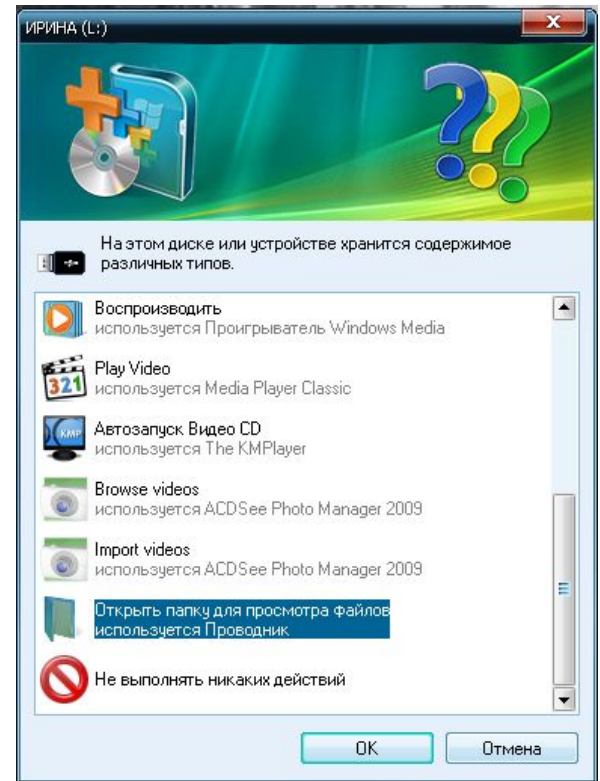 ИРИНА (L:)
На этом диске или устройстве хранится содержимое
различных типов.
Воспроизводить
используется Проигрыватель Windows Media
321
Play Video
используется Media Player Classic
KMP
Автозапуск Видео CD
используется The KMPlayer
Browse videos
используется ACDSee Photo Manager 2009
Import videos
используется ACDSee Photo Manager 2009
Открыть папку для просмотра файлов
используется Проводник
Не выполнять никаких действий
OK
Отмена